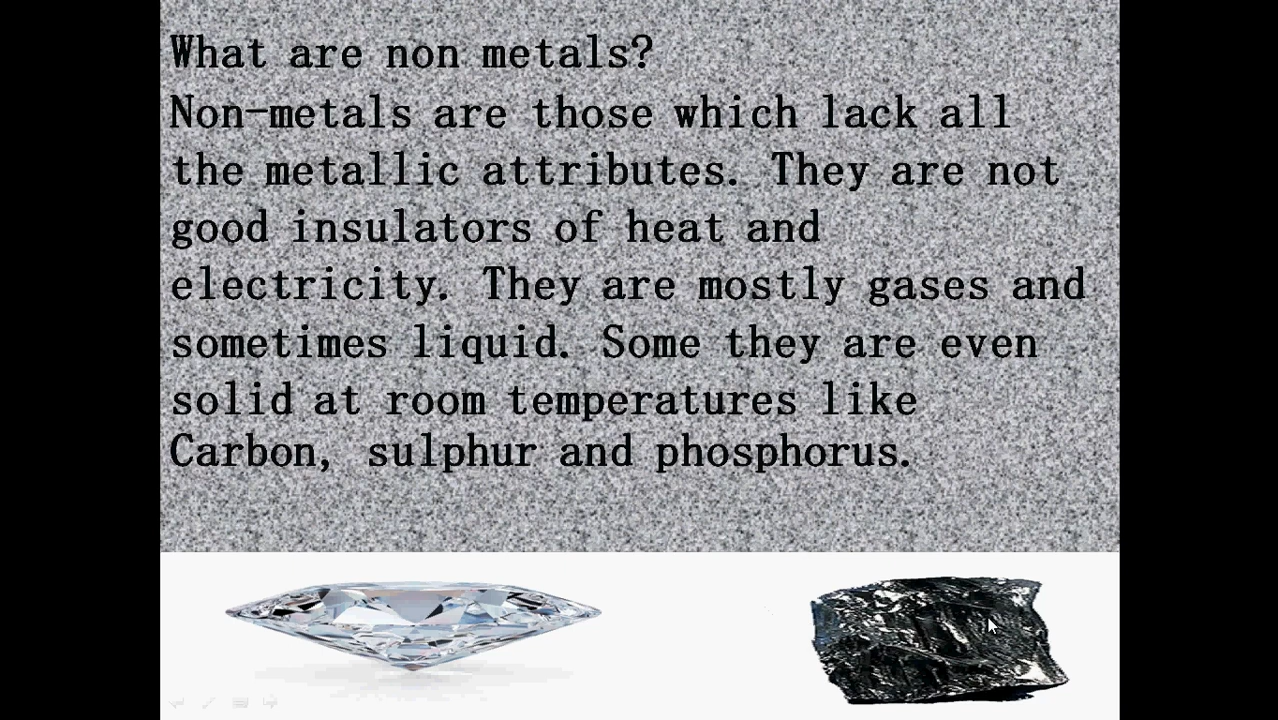 What are non metals?
Non-metals are those which lack all
the metallic attributes. They are not
good insulators of heat and
electricity. They are mostly gases and
sometimes liquid. Some they are even
solid at room temperatures like
Carbon, sulphur and phosphorus.